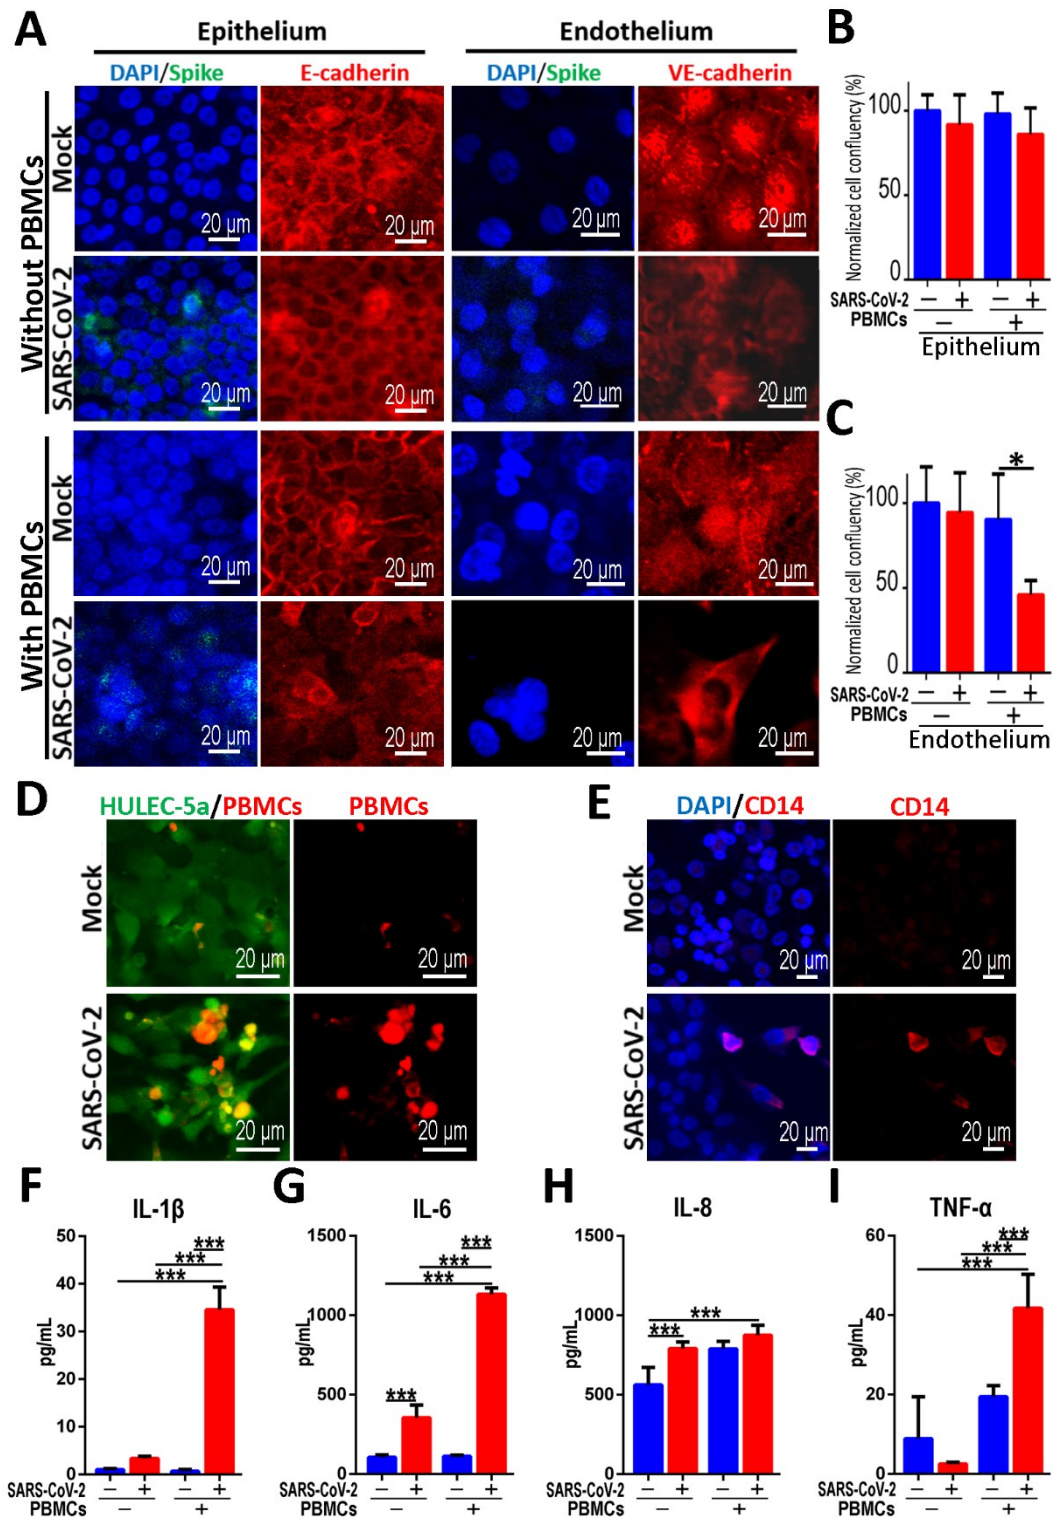 A
Epithelium
Endothelium
DAPI/Spike
E-cadherin
DAPI/Spike
VE-cadherin
Without PBMCs
Mock
20 µm
20 µm
20 µm
20 µm
SARS-CoV-2
20 µm
20 µm
20 µm
20 µm
With PBMCs
Mock
20 µm
20 µm
20 µm
20 µm
SARS-CoV-2
20 µm
20 µm
20 µm
20 µm
B
Normalized cell confluency (%)
100
50
0
SARS-CoV-2 − + − +
PBMCs − +
Epithelium
C
Normalized cell confluency (%)
*
100
50
0
SARS-CoV-2 − + − +
PBMCs − +
Endothelium
D
HULEC-5a/PBMCs
PBMCs
Mock
20 µm
20 µm
SARS-CoV-2
20 µm
20 µm
E
DAPI/CD14
CD14
Mock
20 µm
20 µm
SARS-CoV-2
20 µm
20 µm
F
IL-1β
pg/mL
50
40
30
20
10
0
***
***
***
SARS-CoV-2 − + − +
PBMCs − +
G
IL-6
pg/mL
1500
1000
500
0
***
***
***
***
− + − +
SARS-CoV-2
PBMCs − +
H
IL-8
pg/mL
1500
1000
500
0
***
***
SARS-CoV-2 − + − +
PBMCs − +
I
TNF-α
pg/mL
60
40
20
0
***
***
***
SARS-CoV-2 − + − +
PBMCs − +